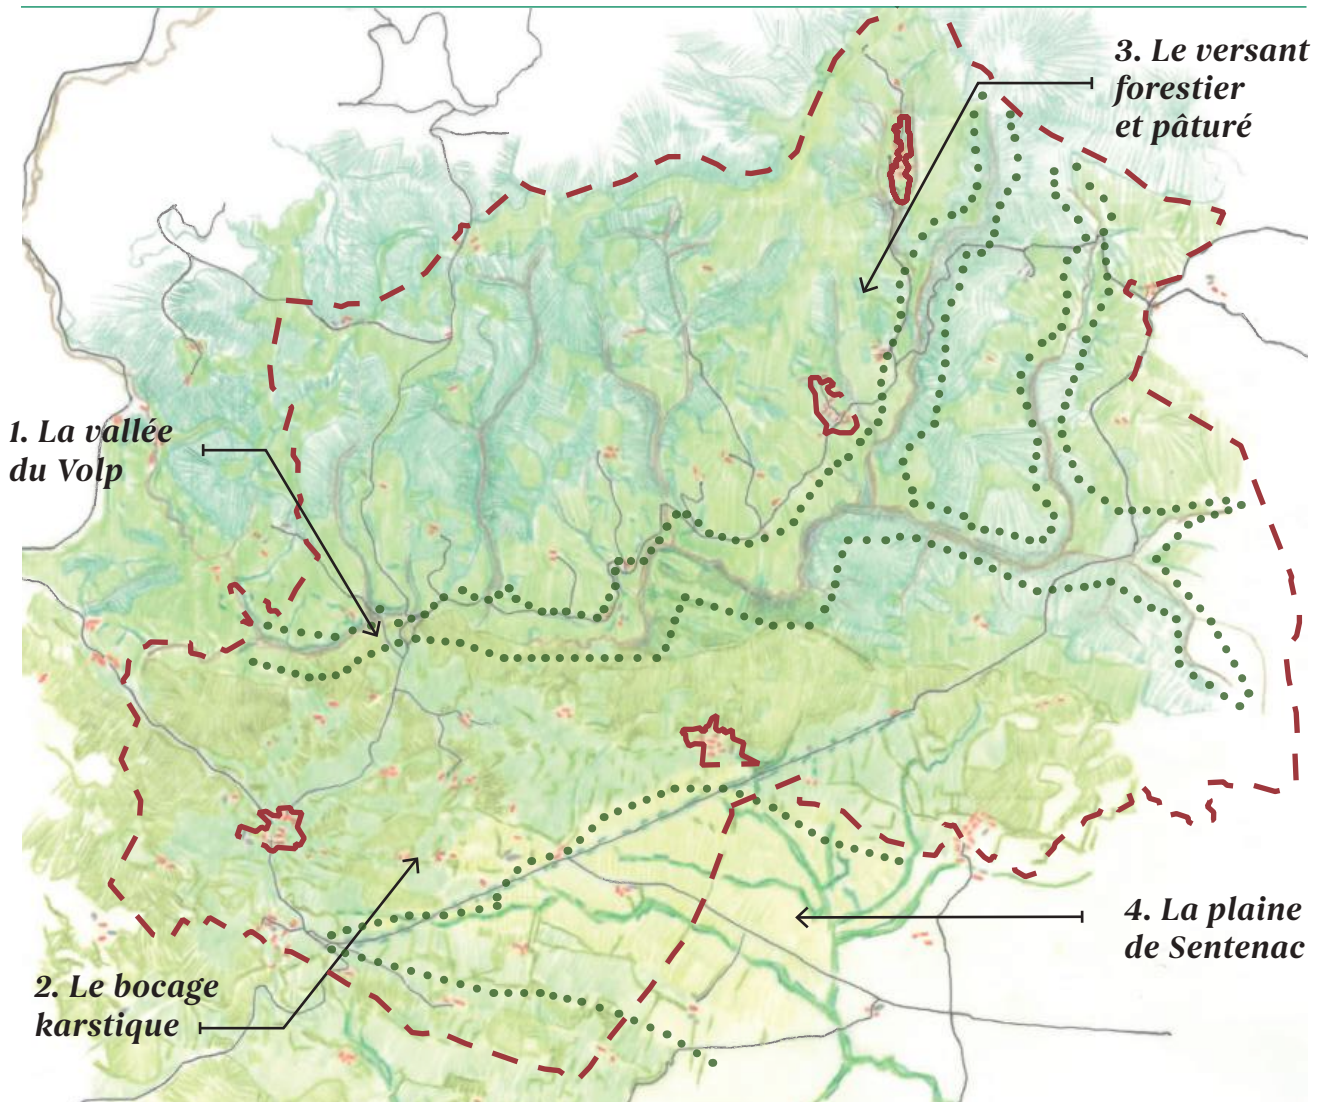 3. Le versant
forestier
et pâturé
1. La vallée
du Volp
4. La plaine
de Sentenac
2. Le bocage
karstique